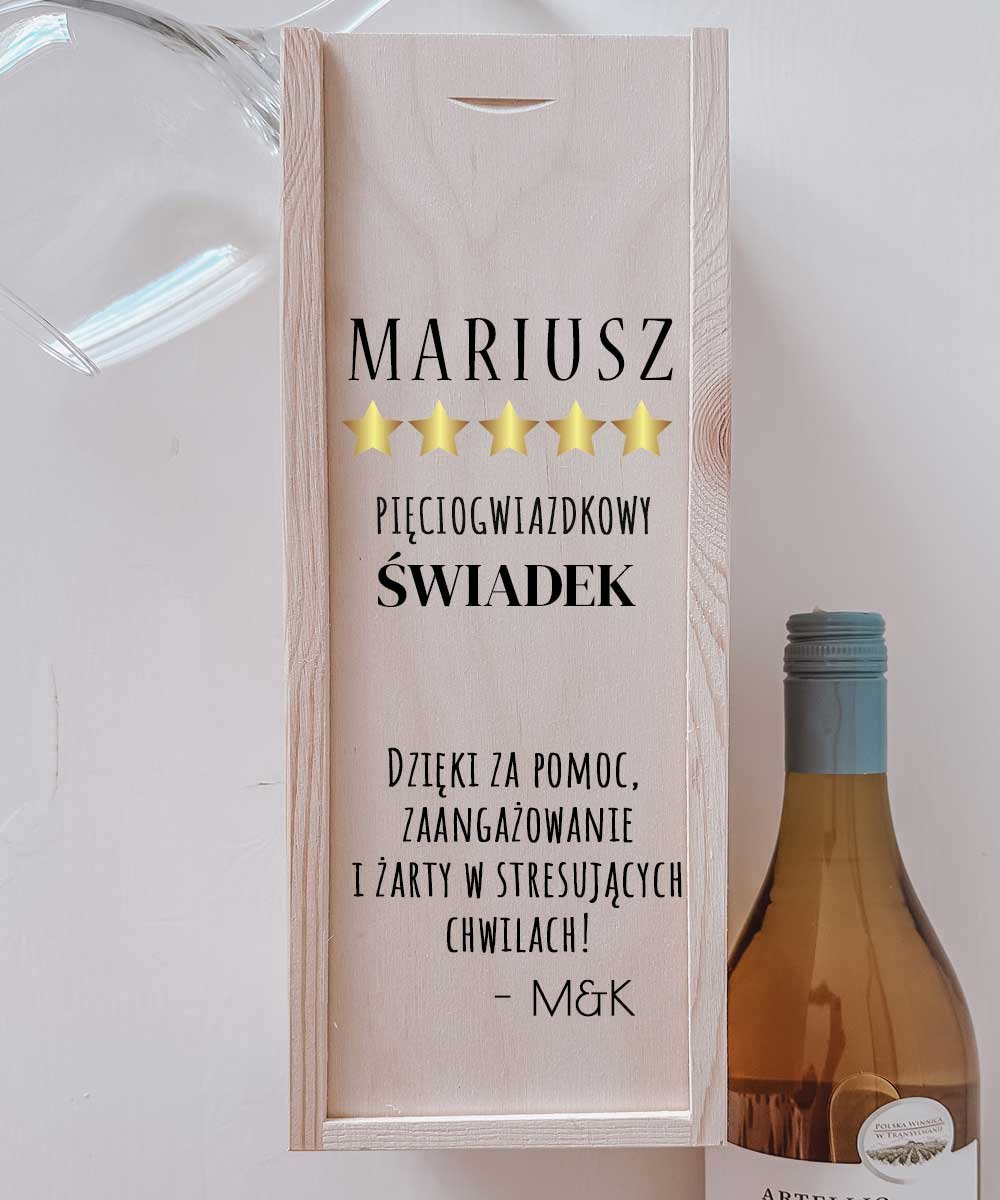 MARIUSZ
PIĘCIOGWIAZDKOWY
ŚWIADEK
DZIĘKI ZA POMOC,
ZAANGAŻOWANIE
I ŻARTY W STRESUJĄCYCH
CHWILACH!
- M&K
POLSKA WINNICA
W TRANSYLWANII